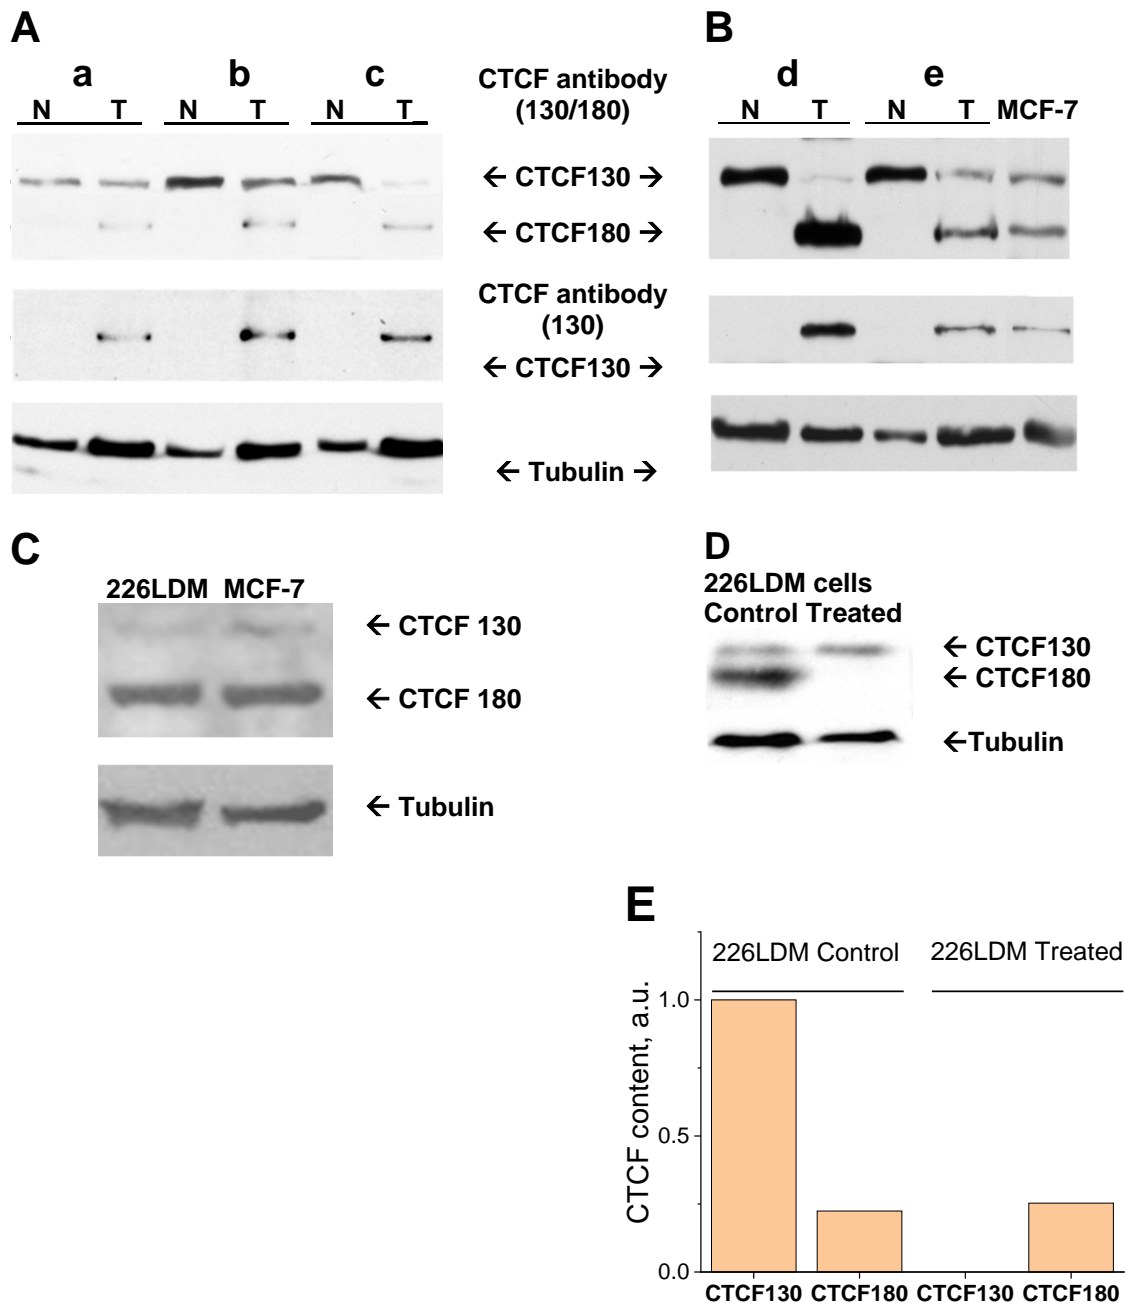 A
B
a b c
N T N T N T_
CTCF antibody
(130/180)
← CTCF130 →
← CTCF180 →
CTCF antibody
(130)
← CTCF130 →
← Tubulin →
d e
N T N T MCF-7
C
226LDM MCF-7
← CTCF 130
← CTCF 180
← Tubulin
D
226LDM cells
Control Treated
← CTCF130
← CTCF180
←Tubulin
E
226LDM Control 226LDM Treated
CTCF content, a.u.
1.0
0.5
0.0
CTCF130 CTCF180 CTCF130 CTCF180